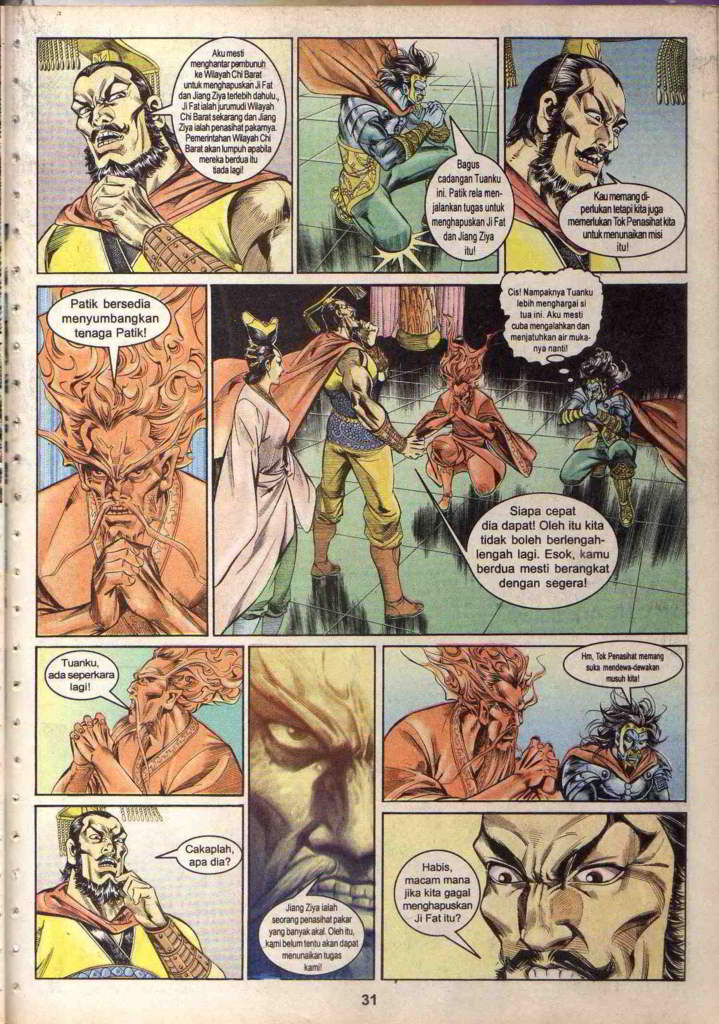 Aku mesti
menghantar pembunuh
ke Wilayah Chi Barat
untuk menghapuskan Ji Fat
dan Jiang Ziya terlebih dahulu.,
Ji Fat ialah jurumudi Wilayah
Chi Barat sekarang dan Jiang
Ziya ialah penasihat pakarnya.
Pemerintahan Wilayah Chi
Barat akan lumpuh apabila
mereka berdua itu
tiada lagi!
Bagus
cadangan Tuanku
ini. Patik rela men-
jalankan tugas untuk
menghapuskan Ji Fat
dan Jiang Ziya
itu!
Kau memang di-
perlukan tetapi kita juga
memerlukan Tok Penasihat kita
untuk menunaikan misi
itu!
Patik bersedia
menyumbangkan
tenaga Patik!
Cis! Nampaknya Tuanku
lebih menghargai si
tua ini. Aku mesti
cuba mengalahkan dan
menjatuhkan air muka-
nya nanti!
Siapa cepat
dia dapat! Oleh itu kita
tidak boleh berlengah-
lengah lagi. Esok, kamu
berdua mesti berangkat
dengan segera!
Tuanku,
ada seperkara
lagi!
Cakaplah,
apa dia?
Jiang Ziya ialah
seorang penasihat pakar
yang banyak akal. Oleh itu,
kami belum tentu akan dapat
menunaikan tugas
kami!
Hm, Tok Penasihat memang
suka mendewa-dewakan
musuh kita!
Habis,
macam mana
jika kita gagal
menghapuskan
Ji Fat itu?
31